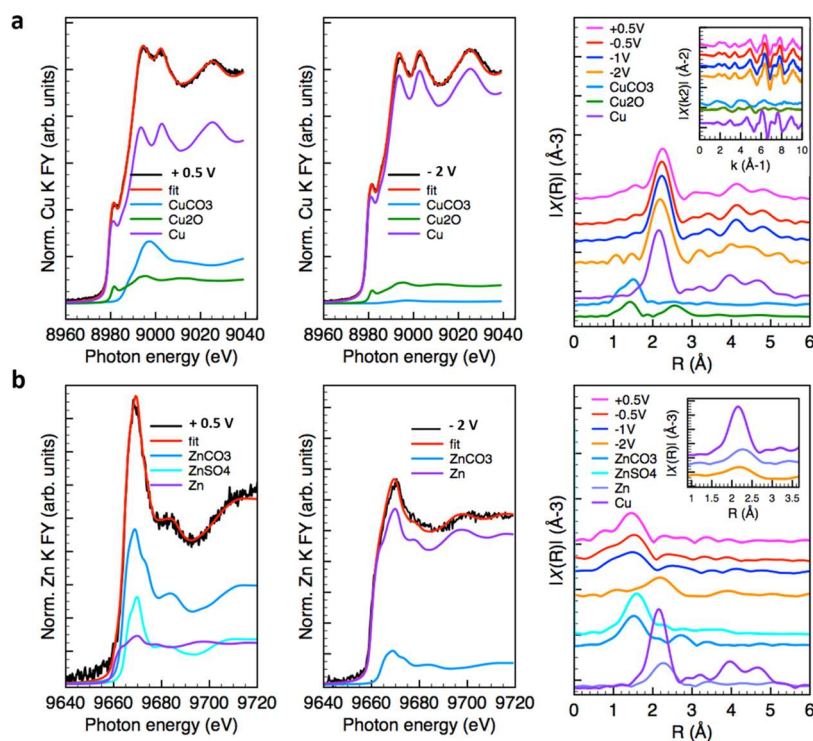 a
Norm. Cu K FY (arb. units)
+ 0.5 V
fit
CuCO3
Cu2O
Cu
8960 8980 9000 9020 9040
Photon energy (eV)
Norm. Cu K FY (arb. units)
- 2 V
fit
CuCO3
Cu2O
Cu
8960 8980 9000 9020 9040
Photon energy (eV)
|X(R)| (Å-3)
+0.5V
-0.5V
-1V
-2V
CuCO3
Cu2O
Cu
|X(k2)| (Å-2)
0 2 4 6 8 10
k (Å-1)
0 1 2 3 4 5 6
R (Å)
b
Norm. Zn K FY (arb. units)
+ 0.5 V
fit
ZnCO3
ZnSO4
Zn
9640 9660 9680 9700 9720
Photon energy (eV)
Norm. Zn K FY (arb. units)
- 2 V
fit
ZnCO3
Zn
9640 9660 9680 9700 9720
Photon energy (eV)
|X(R)| (Å-3)
+0.5V
-0.5V
-1V
-2V
ZnCO3
ZnSO4
Zn
Cu
|X(R)| (Å-3)
1 2 3
R (Å)
0 1 2 3 4 5 6
R (Å)